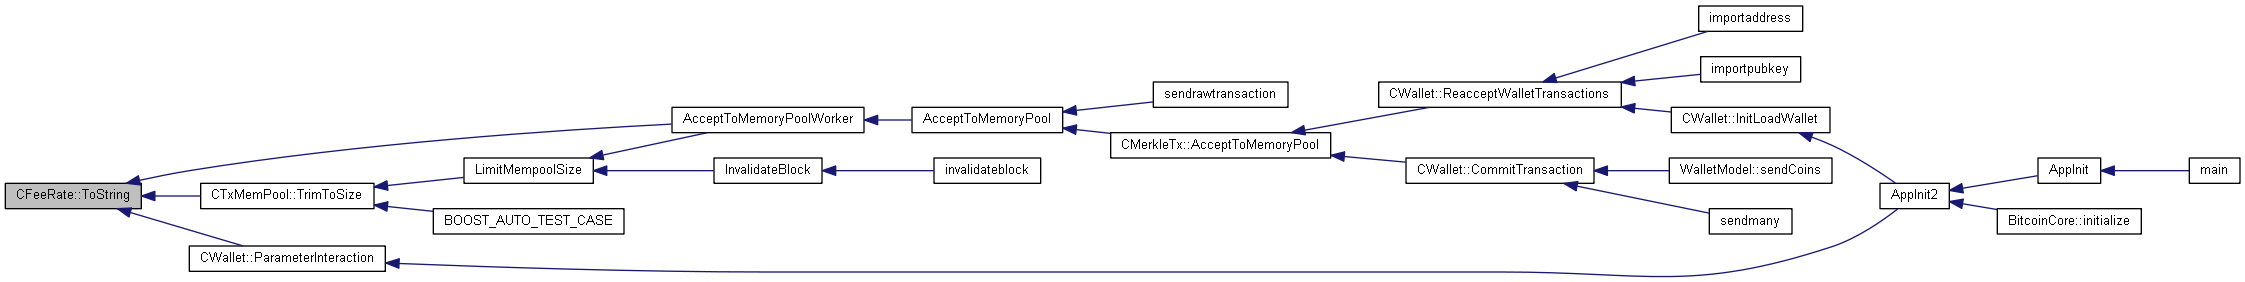 importaddress
importpubkey
CWallet::ReacceptWalletTransactions
sendrawtransaction
AcceptToMemoryPoolWorker
AcceptToMemoryPool
CWallet::InitLoadWallet
CMerkleTx::AcceptToMemoryPool
LimitMempoolSize
InvalidateBlock
invalidateblock
CWallet::CommitTransaction
WalletModel::sendCoins
AppInit
main
CFeeRate::ToString
CTxMemPool::TrimToSize
AppInit2
BOOST_AUTO_TEST_CASE
sendmany
BitcoinCore::initialize
CWallet::ParameterInteraction